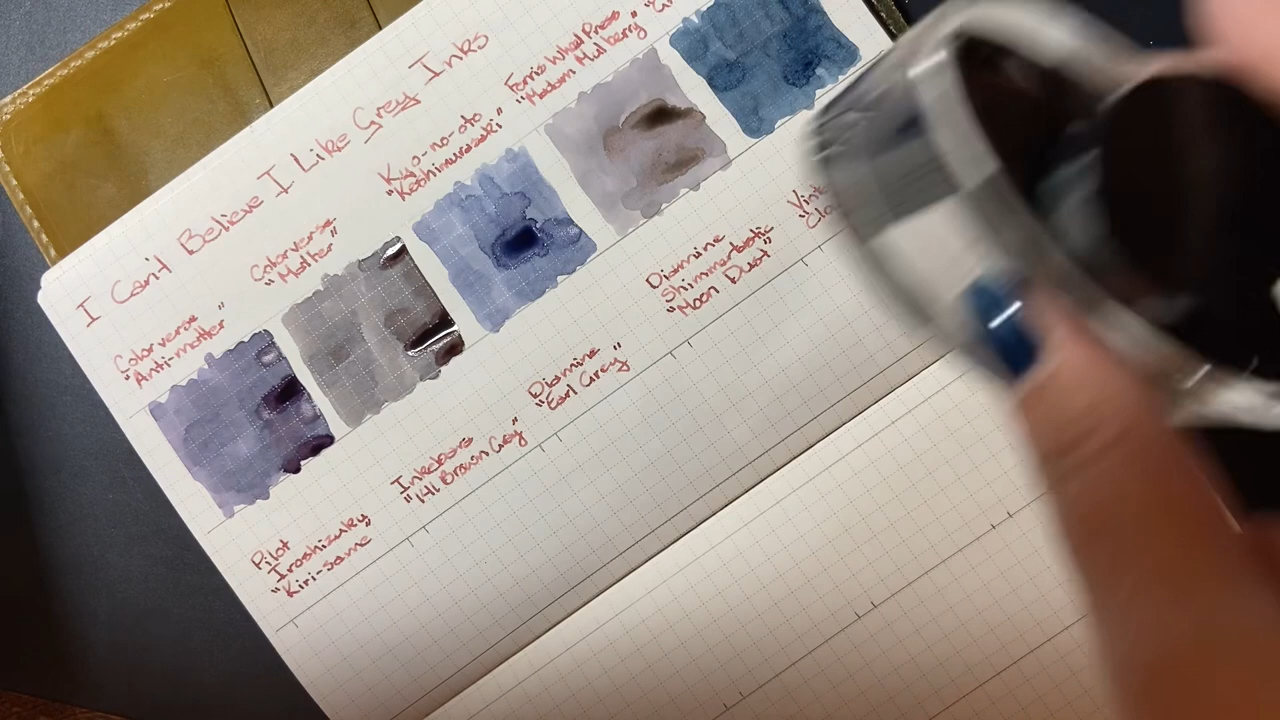 I Can't Believe I Like Grey Inks
Colorverse
"Anti-matter"
Colorverse
"Matter"
Kyo-no-oto
"Keshimurasaki"
Ferris Wheel Press
"Madam Mulberry"
Pilot
Iroshizuku
"Kiri-same"
Inkebara
"141 Brown Grey"
Diamine
"Earl Grey"
Diamine
Shimmertastic
"Moon Dust"